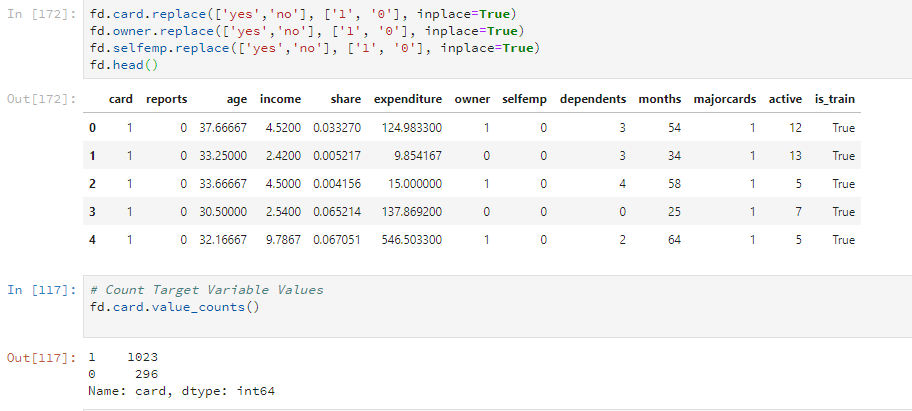 In [172]: fd.card.replace(['yes','no'], ['1', '0'], inplace=True)
fd.owner.replace(['yes','no'], ['1', '0'], inplace=True)
fd.selfemp.replace(['yes','no'], ['1', '0'], inplace=True)
fd.head()
Out[172]: card reports age income share expenditure owner selfemp dependents months majorcards active is_train
0 1 0 37.66667 4.5200 0.033270 124.983300 1 0 3 54 1 12 True
1 1 0 33.25000 2.4200 0.005217 9.854167 0 0 3 34 1 13 True
2 1 0 33.66667 4.5000 0.004156 15.000000 1 0 4 58 1 5 True
3 1 0 30.50000 2.5400 0.065214 137.869200 0 0 0 25 1 7 True
4 1 0 32.16667 9.7867 0.067051 546.503300 1 0 2 64 1 5 True
In [117]: # Count Target Variable Values
fd.card.value_counts()
Out[117]: 1 1023
0 296
Name: card, dtype: int64